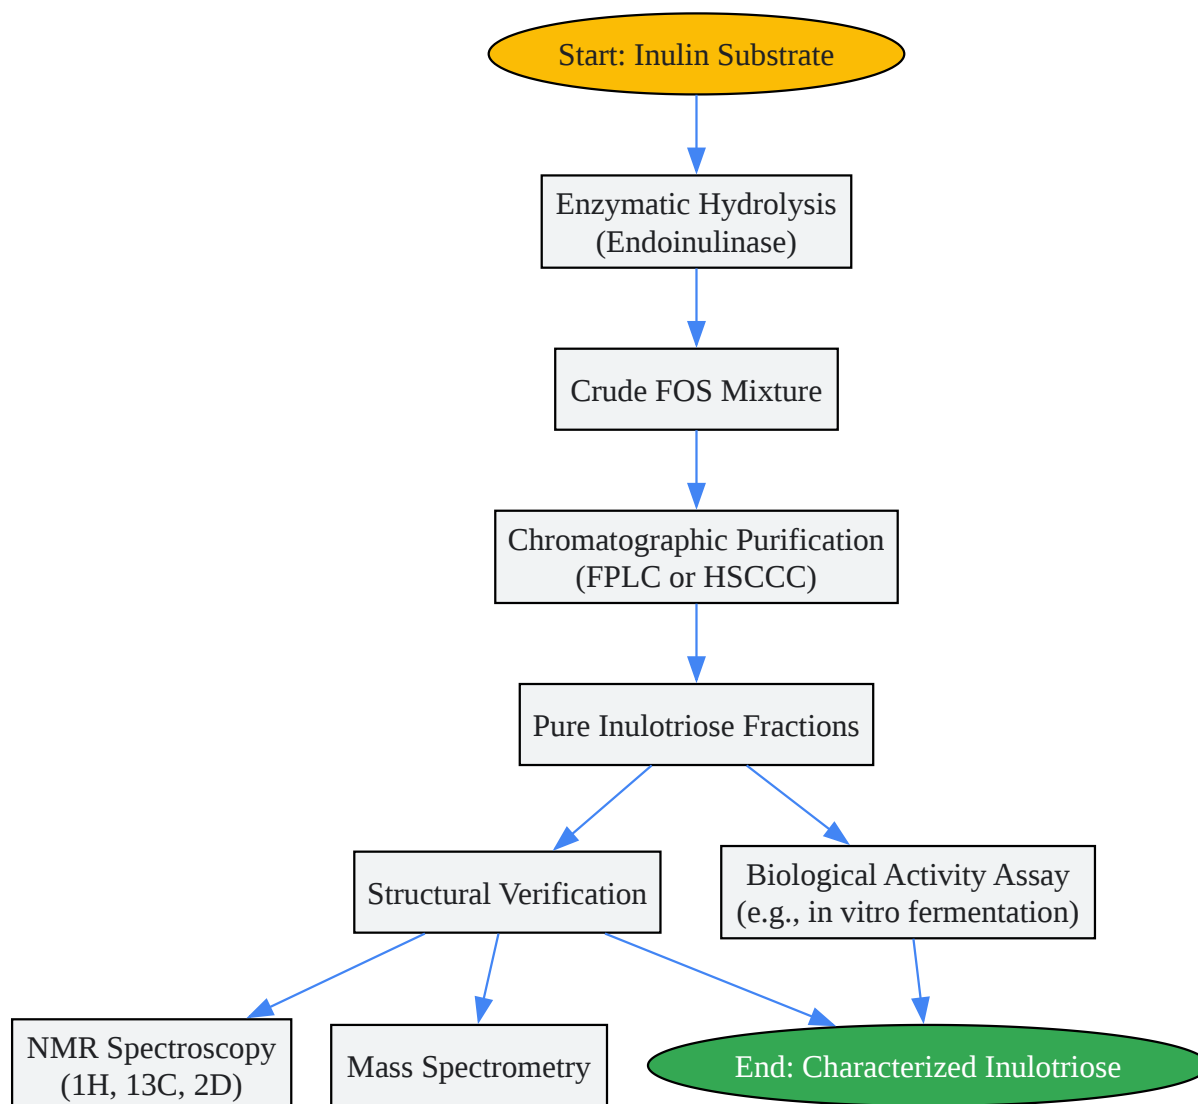 Start: Inulin Substrate
Enzymatic Hydrolysis
(Endoinulinase)
Crude FOS Mixture
Chromatographic Purification
(FPLC or HSCCC)
Pure Inulotriose Fractions
Structural Verification
Biological Activity Assay
(e.g., in vitro fermentation)
NMR Spectroscopy
(1H, 13C, 2D)
Mass Spectrometry
End: Characterized Inulotriose